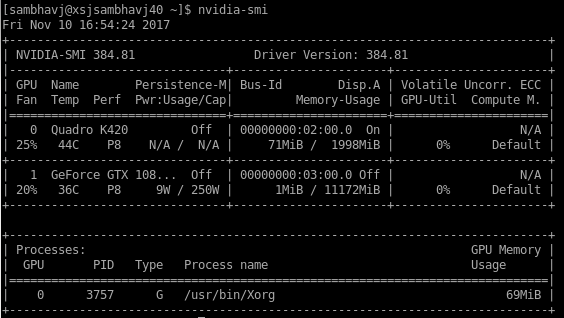 [sambhavj@xsjsambhavj40 ~]$ nvidia-smi
Fri Nov 10 16:54:24 2017
+-----------------------------------------------------------------------------+
| NVIDIA-SMI 384.81                 Driver Version: 384.81                    |
|-------------------------------+----------------------+----------------------+
| GPU  Name        Persistence-M| Bus-Id        Disp.A | Volatile Uncorr. ECC |
| Fan  Temp  Perf  Pwr:Usage/Cap|         Memory-Usage | GPU-Util  Compute M. |
|===============================+======================+======================|
|   0  Quadro K420         Off  | 00000000:02:00.0  On |                  N/A |
| 25%   44C    P8    N/A /  N/A |     71MiB /  1998MiB |      0%      Default |
+-------------------------------+----------------------+----------------------+
|   1  GeForce GTX 108...  Off  | 00000000:03:00.0 Off |                  N/A |
| 20%   36C    P8     9W / 250W |      1MiB / 11172MiB |      0%      Default |
+-------------------------------+----------------------+----------------------+
+-----------------------------------------------------------------------------+
| Processes:                                                       GPU Memory |
|  GPU       PID   Type   Process name                             Usage      |
|=============================================================================|
|    0      3757      G   /usr/bin/Xorg                                 69MiB |
+-----------------------------------------------------------------------------+